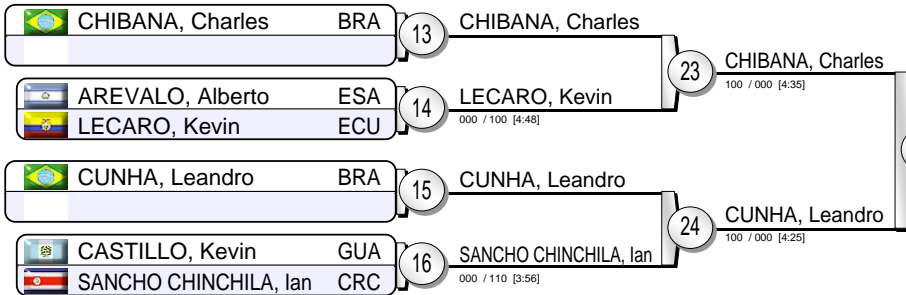 CHIBANA, Charles BRA
13
CHIBANA, Charles
AREVALO, Alberto ESA
LECARO, Kevin ECU
14
LECARO, Kevin
000 / 100 [4:48]
23
CHIBANA, Charles
100 / 000 [4:35]
CUNHA, Leandro BRA
15
CUNHA, Leandro
CASTILLO, Kevin GUA
SANCHO CHINCHILA, Ian CRC
16
SANCHO CHINCHILA, Ian
000 / 110 [3:56]
24
CUNHA, Leandro
100 / 000 [4:25]